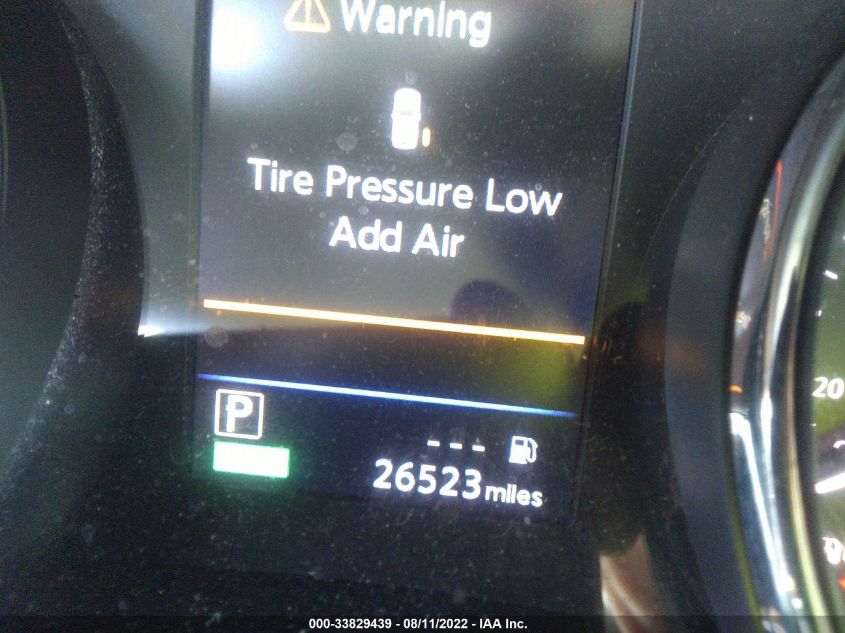 Warning
Tire Pressure Low
Add Air
P
---
26523 miles
20
000-33829439 - 08/11/2022 - IAA Inc.